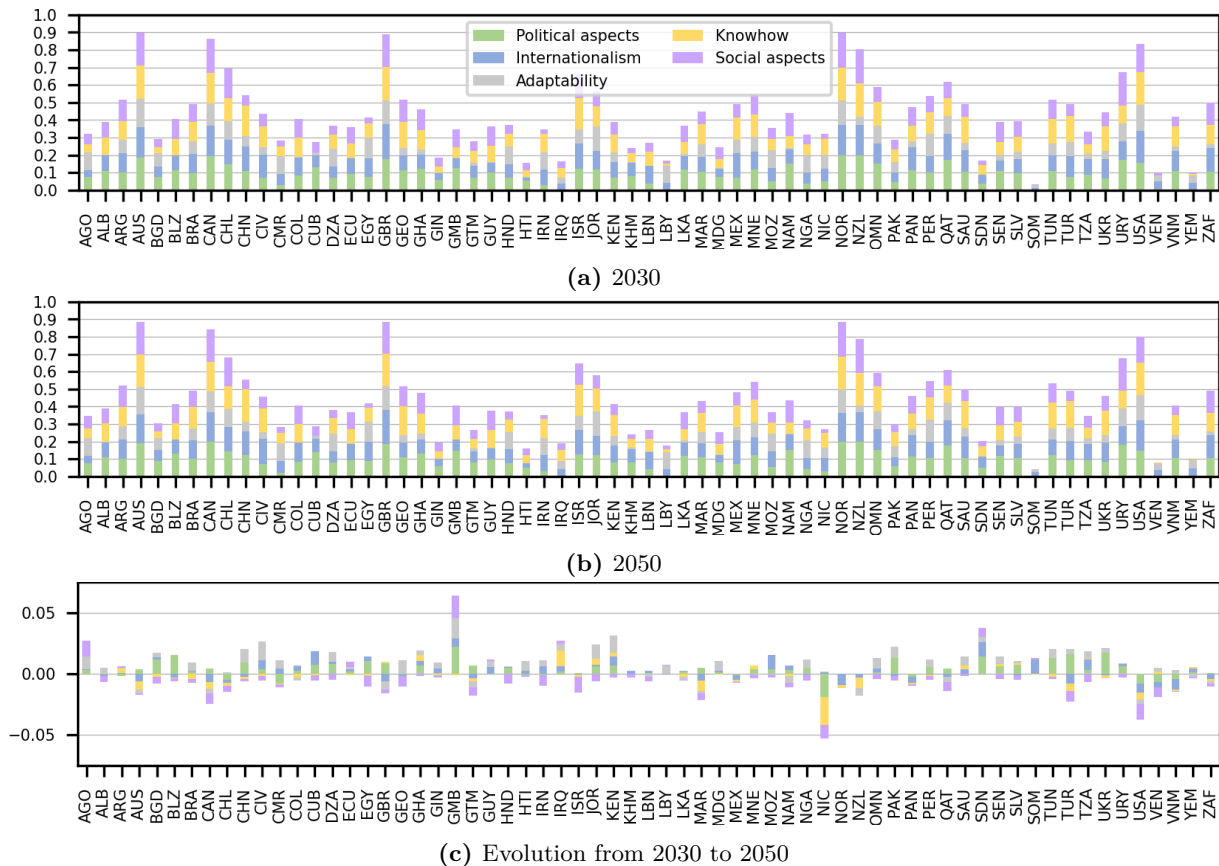 1.0
0.9
0.8
0.7
0.6
0.5
0.4
0.3
0.2
0.1
0.0
Political aspects Knowhow
Internationalism Social aspects
Adaptability
AGO ALB ARG AUS BGD BLZ BRA CAN CHL CHN CIV CMR COL CUB DZA ECU EGY GBR GEO GHA GIN GMB GTM GUY HND HTI IRN IRQ ISR JOR KEN KHM LBN LBY LKA MAR MDG MEX MNE MOZ NAM NGA NIC NOR NZL OMN PAK PAN PER QAT SAU SDN SEN SLV SOM TUN TUR TZA UKR URY USA VEN VNM YEM ZAF
(a) 2030
1.0
0.9
0.8
0.7
0.6
0.5
0.4
0.3
0.2
0.1
0.0
AGO ALB ARG AUS BGD BLZ BRA CAN CHL CHN CIV CMR COL CUB DZA ECU EGY GBR GEO GHA GIN GMB GTM GUY HND HTI IRN IRQ ISR JOR KEN KHM LBN LBY LKA MAR MDG MEX MNE MOZ NAM NGA NIC NOR NZL OMN PAK PAN PER QAT SAU SDN SEN SLV SOM TUN TUR TZA UKR URY USA VEN VNM YEM ZAF
(b) 2050
0.05
0.00
−0.05
AGO ALB ARG AUS BGD BLZ BRA CAN CHL CHN CIV CMR COL CUB DZA ECU EGY GBR GEO GHA GIN GMB GTM GUY HND HTI IRN IRQ ISR JOR KEN KHM LBN LBY LKA MAR MDG MEX MNE MOZ NAM NGA NIC NOR NZL OMN PAK PAN PER QAT SAU SDN SEN SLV SOM TUN TUR TZA UKR URY USA VEN VNM YEM ZAF
(c) Evolution from 2030 to 2050